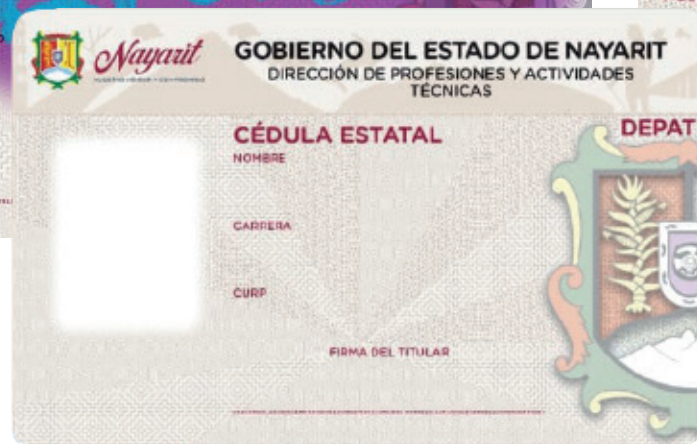 Nayarit
GOBIERNO DEL ESTADO DE NAYARIT
DIRECCIÓN DE PROFESIONES Y ACTIVIDADES
TÉCNICAS
CÉDULA ESTATAL
DEPAT
NOMBRE
CARRERA
CURP
FIRMA DEL TITULAR